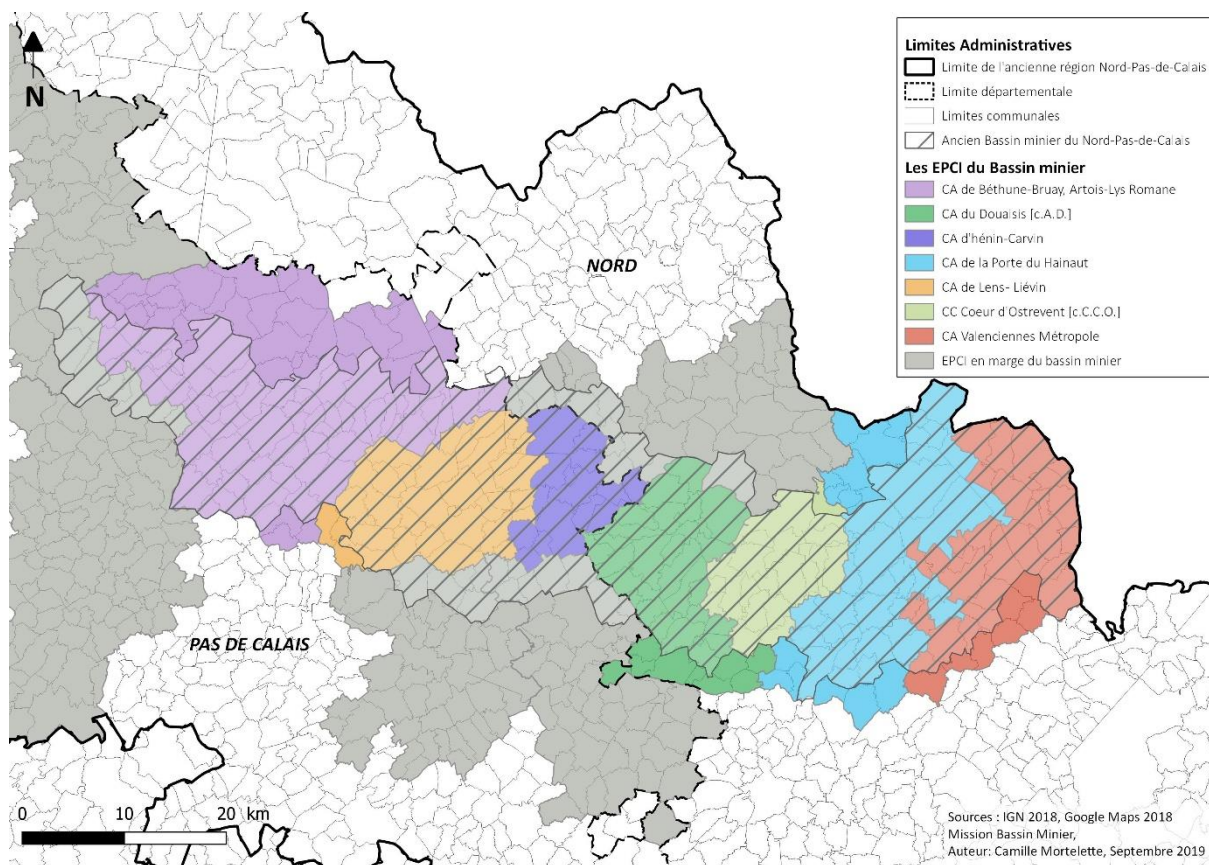 N
NORD
PAS DE CALAIS
Limites Administratives
Limite de l'ancienne région Nord-Pas-de-Calais
Limite départementale
Limites communales
Ancien Bassin minier du Nord-Pas-de-Calais
Les EPCI du Bassin minier
CA de Béthune-Bruay, Artois-Lys Romane
CA du Douaisis [c.A.D.]
CA d'hénin-Carvin
CA de la Porte du Hainaut
CA de Lens- Liévin
CC Coeur d'Ostrevent [c.C.C.O.]
CA Valenciennes Métropole
EPCI en marge du bassin minier
0 10 20 km
Sources : IGN 2018, Google Maps 2018
Mission Bassin Minier,
Auteur: Camille Mortelette, Septembre 2019